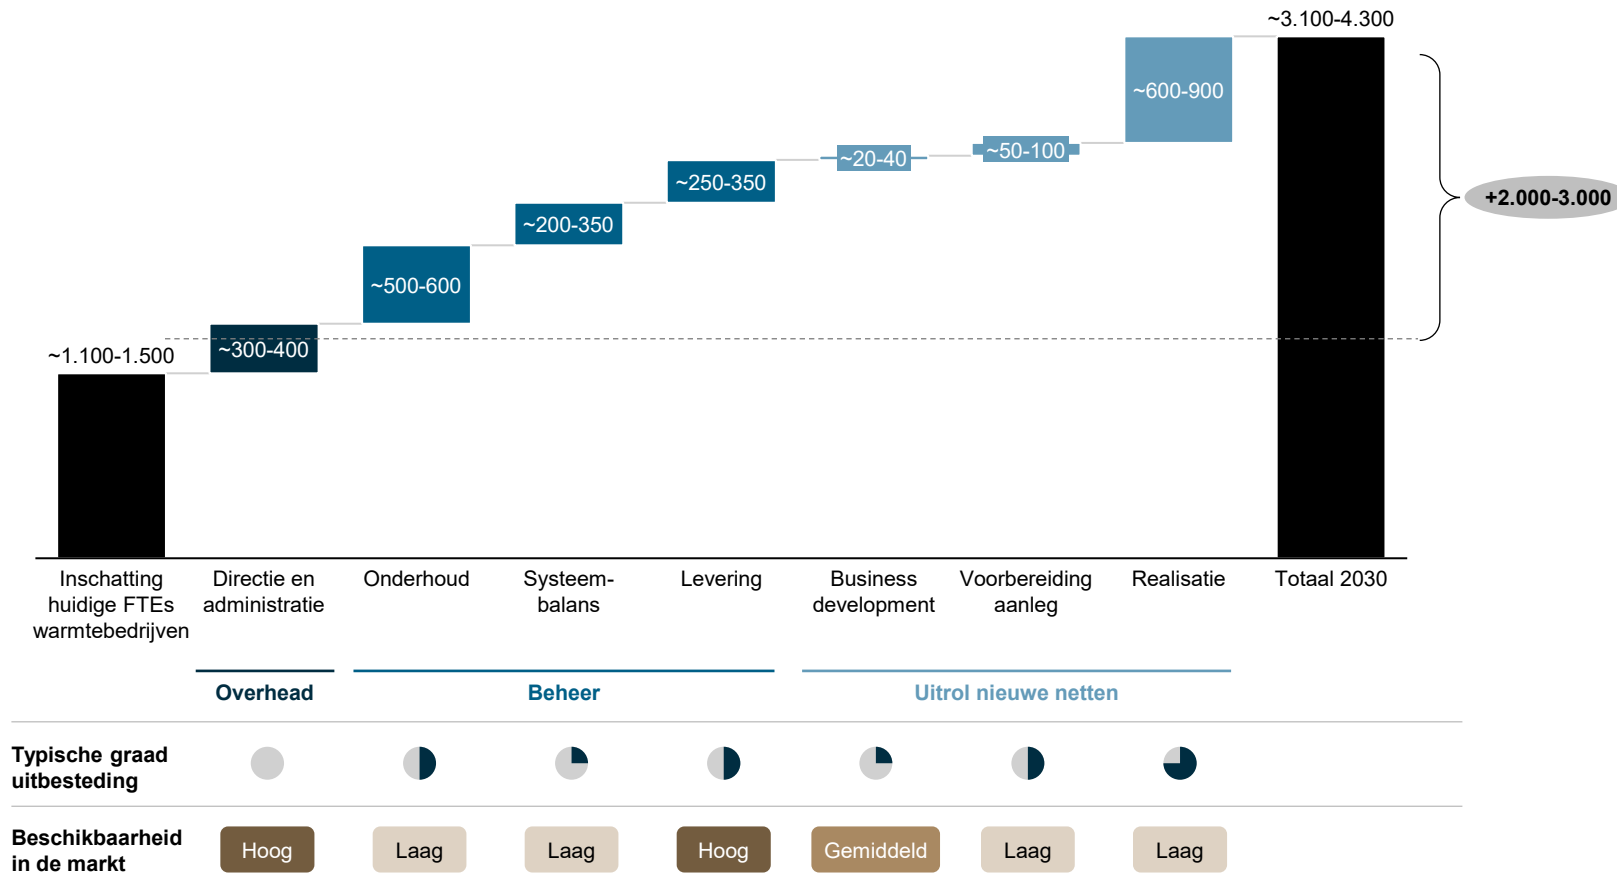 ~3.100-4.300
~600-900
~20-40
~50-100
~250-350
+2.000-3.000
~200-350
~500-600
~1.100-1.500
~300-400
Inschatting
huidige FTEs
warmtebedrijven
Directie en
administratie
Onderhoud
Systeem-
balans
Levering
Business
development
Voorbereiding
aanleg
Realisatie
Totaal 2030
Overhead
Beheer
Uitrol nieuwe netten
Typische graad
uitbesteding
Beschikbaarheid
in de markt
Hoog
Laag
Laag
Hoog
Gemiddeld
Laag
Laag